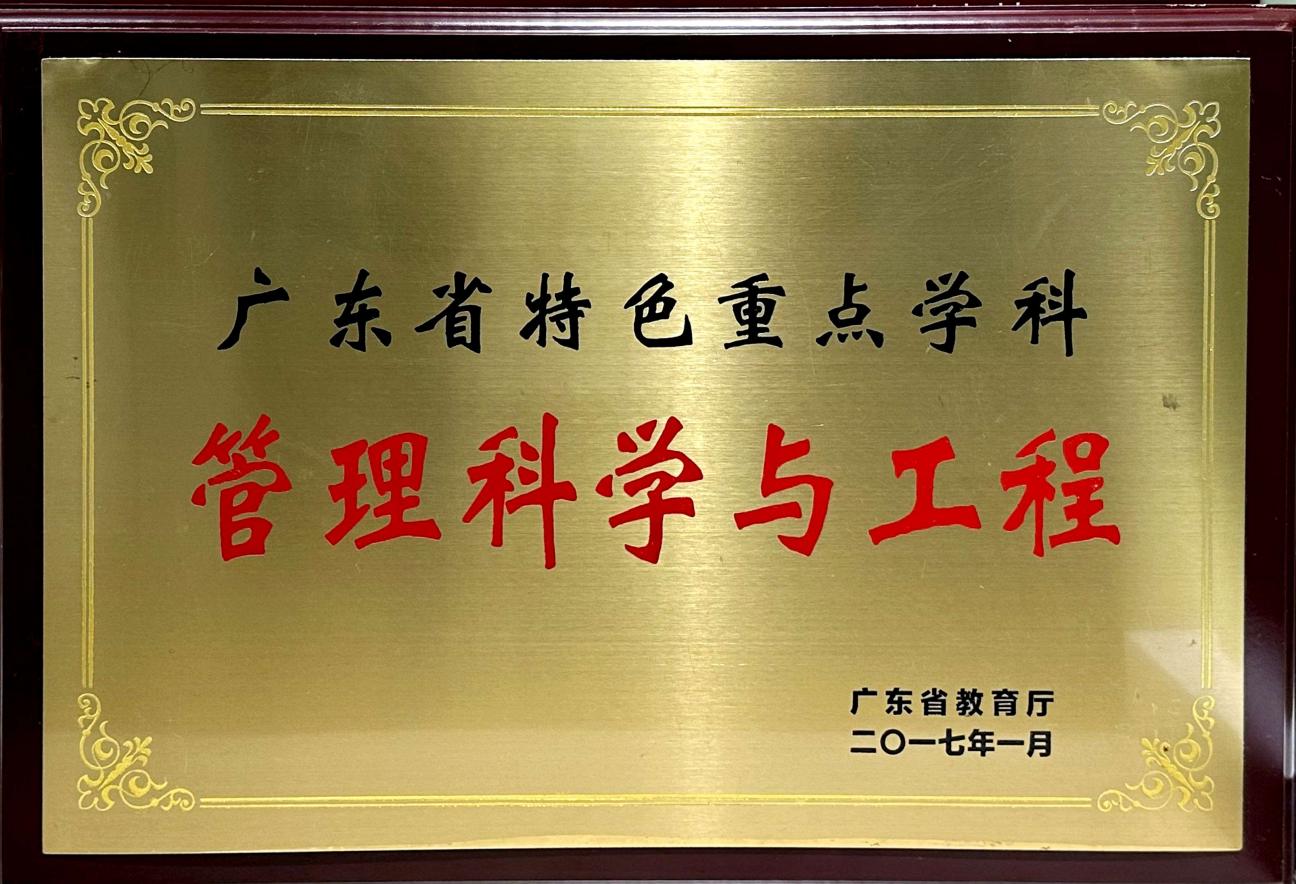 广东省特色重点学科
管理科学与工程
广东省教育厅
二〇一七年一月